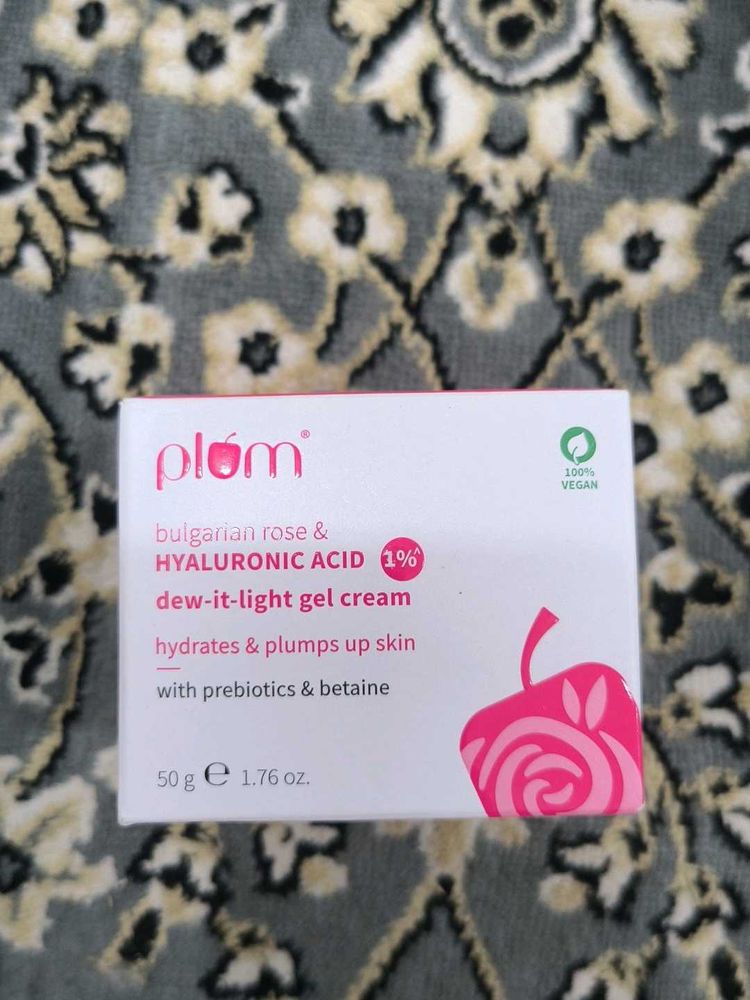 plum®
100%
VEGAN
bulgarian rose &
HYALURONIC ACID 1%^
dew-it-light gel cream
hydrates & plumps up skin
with prebiotics & betaine
50 g ℮ 1.76 oz.